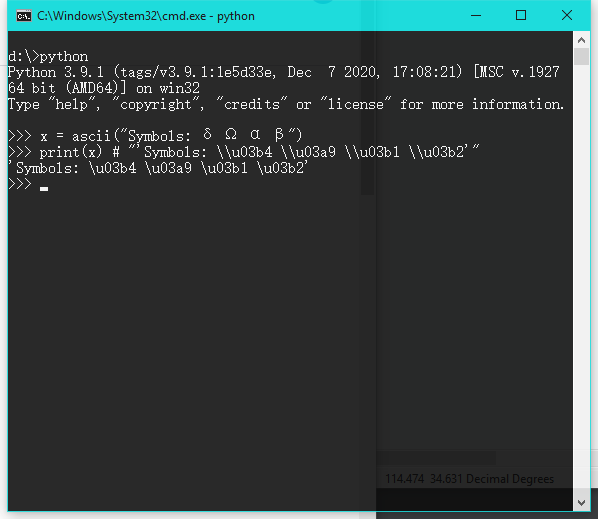 C:\Windows\System32\cmd.exe - python
d:\>python
Python 3.9.1 (tags/v3.9.1:1e5d33e, Dec  7 2020, 17:08:21) [MSC v.1927
64 bit (AMD64)] on win32
Type "help", "copyright", "credits" or "license" for more information.
>>> x = ascii("Symbols: δ Ω α β")
>>> print(x) # "'Symbols: \\u03b4 \\u03a9 \\u03b1 \\u03b2'"
'Symbols: \u03b4 \u03a9 \u03b1 \u03b2'
>>>
114.474 34.631 Decimal Degrees